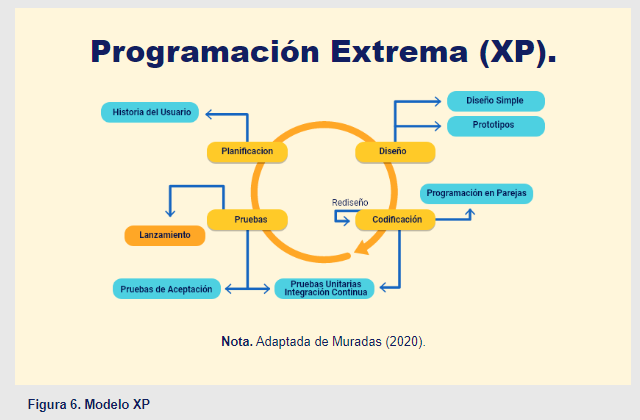 Programación Extrema (XP).
Historia del Usuario
Diseño Simple
Prototipos
Planificacion
Diseño
Programación en Parejas
Rediseño
Pruebas
Codificación
Lanzamiento
Pruebas de Aceptación
Pruebas Unitarias
Integración Continua
Nota. Adaptada de Muradas (2020).
Figura 6. Modelo XP